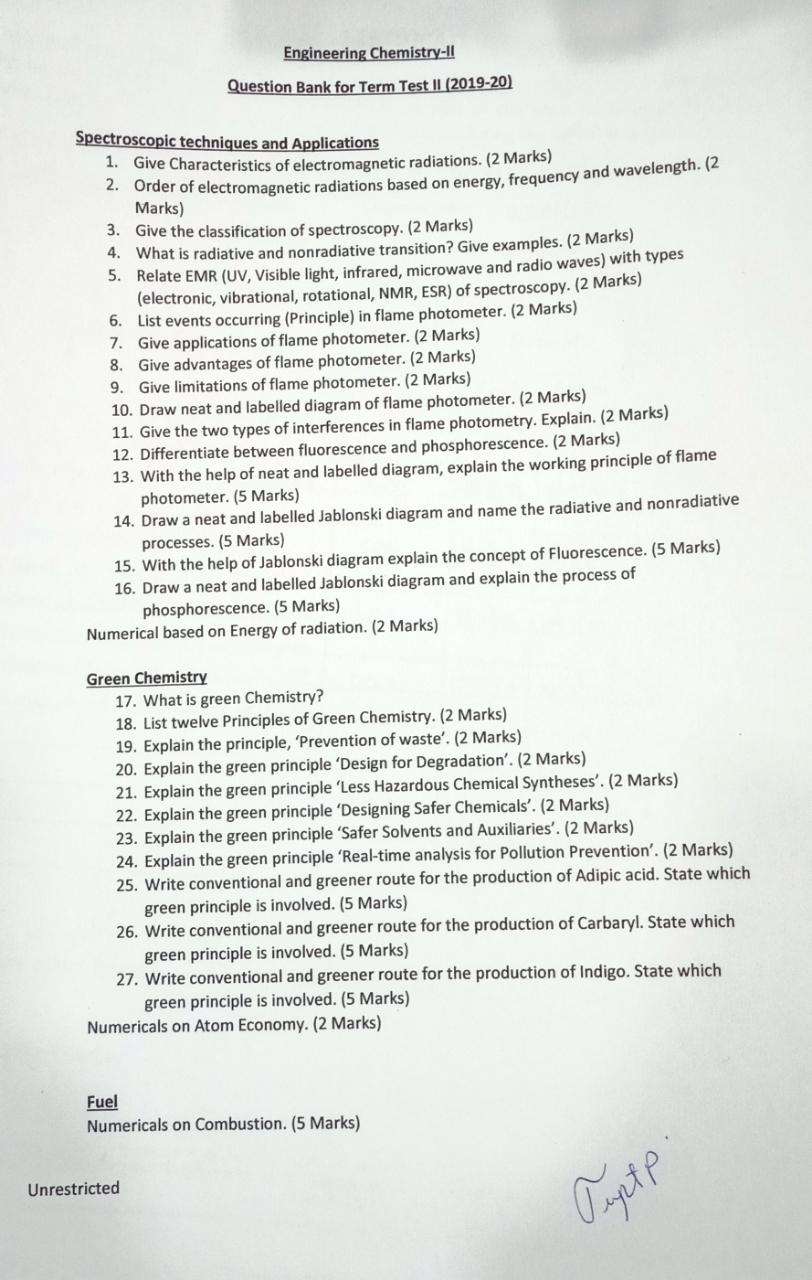 Engineering Chemistry-II
Question Bank for Term Test II (2019-20)
Spectroscopic techniques and Applications
1. Give Characteristics of electromagnetic radiations. (2 Marks)
2. Order of electromagnetic radiations based on energy, frequency and wavelength. (2
Marks)
3. Give the classification of spectroscopy. (2 Marks)
4. What is radiative and nonradiative transition? Give examples. (2 Marks)
5. Relate EMR (UV, Visible light, infrared, microwave and radio waves) with types
(electronic, vibrational, rotational, NMR, ESR) of spectroscopy. (2 Marks)
6. List events occurring (Principle) in flame photometer. (2 Marks)
7. Give applications of flame photometer. (2 Marks)
8. Give advantages of flame photometer. (2 Marks)
9. Give limitations of flame photometer. (2 Marks)
10. Draw neat and labelled diagram of flame photometer. (2 Marks)
11. Give the two types of interferences in flame photometry. Explain. (2 Marks)
12. Differentiate between fluorescence and phosphorescence. (2 Marks)
13. With the help of neat and labelled diagram, explain the working principle of flame
photometer. (5 Marks)
14. Draw a neat and labelled Jablonski diagram and name the radiative and nonradiative
processes. (5 Marks)
15. With the help of Jablonski diagram explain the concept of Fluorescence. (5 Marks)
16. Draw a neat and labelled Jablonski diagram and explain the process of
phosphorescence. (5 Marks)
Numerical based on Energy of radiation. (2 Marks)
Green Chemistry
17. What is green Chemistry?
18. List twelve Principles of Green Chemistry. (2 Marks)
19. Explain the principle, ‘Prevention of waste’. (2 Marks)
20. Explain the green principle ‘Design for Degradation’. (2 Marks)
21. Explain the green principle ‘Less Hazardous Chemical Syntheses’. (2 Marks)
22. Explain the green principle ‘Designing Safer Chemicals’. (2 Marks)
23. Explain the green principle ‘Safer Solvents and Auxiliaries’. (2 Marks)
24. Explain the green principle ‘Real-time analysis for Pollution Prevention’. (2 Marks)
25. Write conventional and greener route for the production of Adipic acid. State which
green principle is involved. (5 Marks)
26. Write conventional and greener route for the production of Carbaryl. State which
green principle is involved. (5 Marks)
27. Write conventional and greener route for the production of Indigo. State which
green principle is involved. (5 Marks)
Numericals on Atom Economy. (2 Marks)
Fuel
Numericals on Combustion. (5 Marks)
Unrestricted